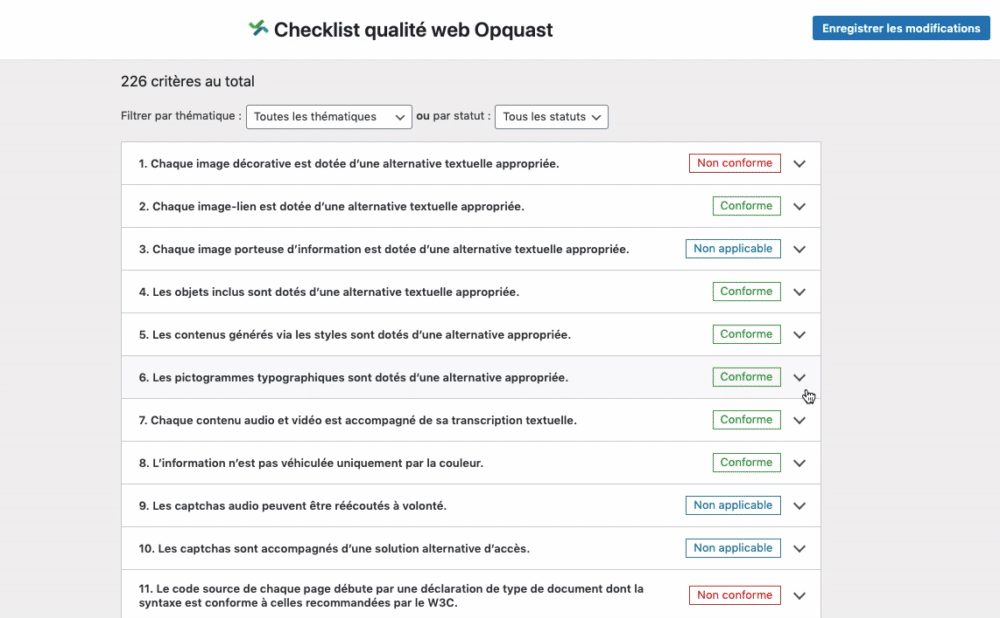 Checklist qualité web Opquast
Enregistrer les modifications
226 critères au total
Filtrer par thématique : Toutes les thématiques ou par statut : Tous les statuts
1. Chaque image décorative est dotée d’une alternative textuelle appropriée. Non conforme
2. Chaque image-lien est dotée d’une alternative textuelle appropriée. Conforme
3. Chaque image porteuse d’information est dotée d’une alternative textuelle appropriée. Non applicable
4. Les objets inclus sont dotés d’une alternative textuelle appropriée. Conforme
5. Les contenus générés via les styles sont dotés d’une alternative appropriée. Conforme
6. Les pictogrammes typographiques sont dotés d’une alternative appropriée. Conforme
7. Chaque contenu audio et vidéo est accompagné de sa transcription textuelle. Conforme
8. L’information n’est pas véhiculée uniquement par la couleur. Conforme
9. Les captchas audio peuvent être réécoutés à volonté. Non applicable
10. Les captchas sont accompagnés d’une solution alternative d’accès. Non applicable
11. Le code source de chaque page débute par une déclaration de type de document dont la
syntaxe est conforme à celles recommandées par le W3C. Non conforme